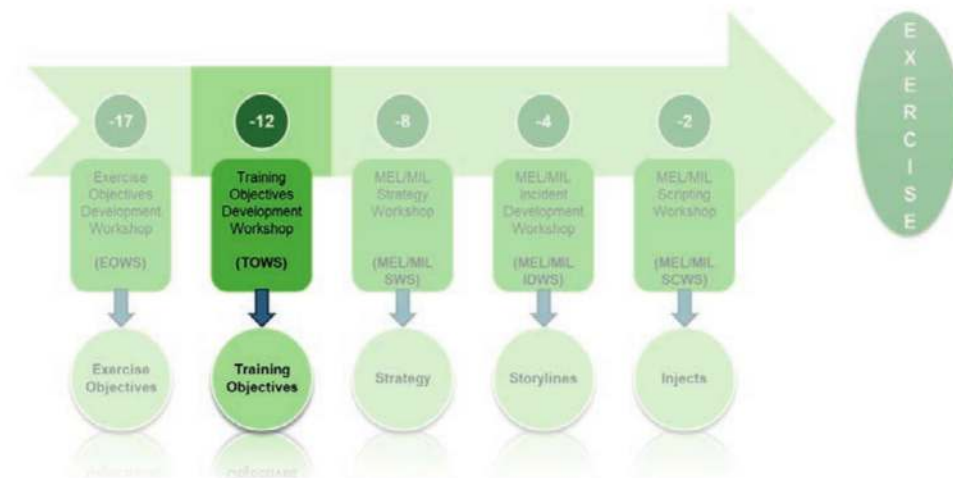 -17
-12
-8
-4
-2
Exercise
Objectives
Development
Workshop
(EOWS)
Training
Objectives
Development
Workshop
(TOWS)
MEL/MIL
Strategy
Workshop
(MEL/MIL
SWS)
MEL/MIL
Incident
Development
Workshop
(MEL/MIL
IDWS)
MEL/MIL
Scripting
Workshop
(MEL/MIL
SCWS)
Exercise
Objectives
Training
Objectives
Strategy
Storylines
Injects
E
X
E
R
C
I
S
E